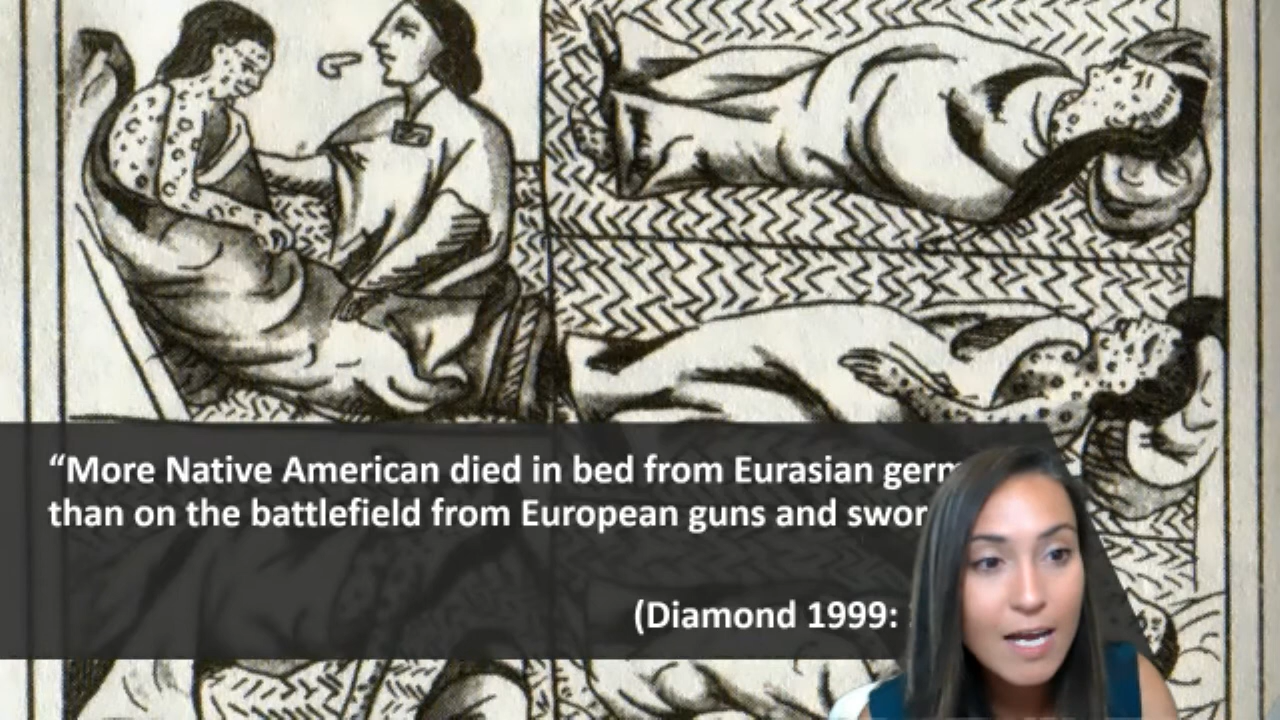 “More Native American died in bed from Eurasian
than on the battlefield from European guns and
(Diamond 1999: